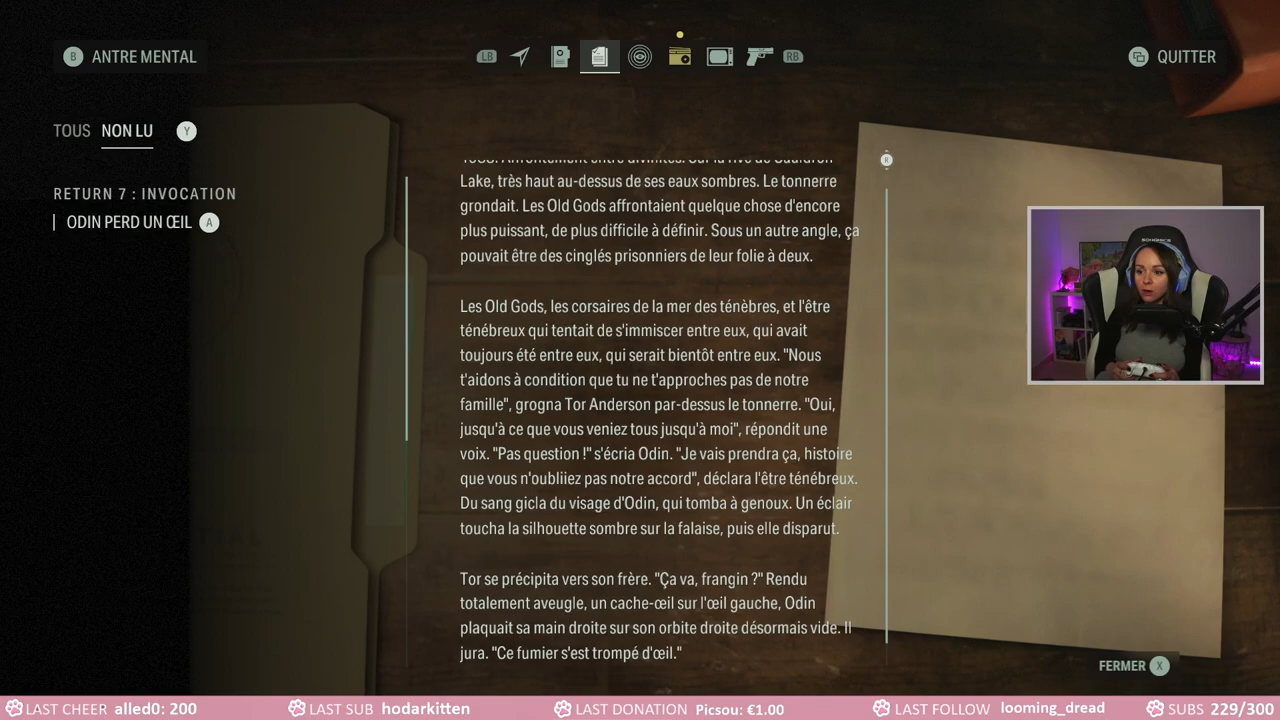 B ANTRE MENTAL
LB
RB
QUITTER
TOUS NON LU Y
RETURN 7 : INVOCATION
ODIN PERD UN ŒIL A
R
Lake, très haut au-dessus de ses eaux sombres. Le tonnerre
grondait. Les Old Gods affrontaient quelque chose d'encore
plus puissant, de plus difficile à définir. Sous un autre angle, ça
pouvait être des cinglés prisonniers de leur folie à deux.
Les Old Gods, les corsaires de la mer des ténèbres, et l'être
ténébreux qui tentait de s'immiscer entre eux, qui avait
toujours été entre eux, qui serait bientôt entre eux. "Nous
t'aidons à condition que tu ne t'approches pas de notre
famille", grogna Tor Anderson par-dessus le tonnerre. "Oui,
jusqu'à ce que vous veniez tous jusqu'à moi", répondit une
voix. "Pas question !" s'écria Odin. "Je vais prendra ça, histoire
que vous n'oubliiez pas notre accord", déclara l'être ténébreux.
Du sang gicla du visage d'Odin, qui tomba à genoux. Un éclair
toucha la silhouette sombre sur la falaise, puis elle disparut.
Tor se précipita vers son frère. "Ça va, frangin ?" Rendu
totalement aveugle, un cache-œil sur l'œil gauche, Odin
plaquait sa main droite sur son orbite droite désormais vide. Il
jura. "Ce fumier s'est trompé d'œil."
FERMER X
LAST CHEER alled0: 200
LAST SUB hodarkitten
LAST DONATION Picsou: €1.00
LAST FOLLOW looming_dread
SUBS 229/300